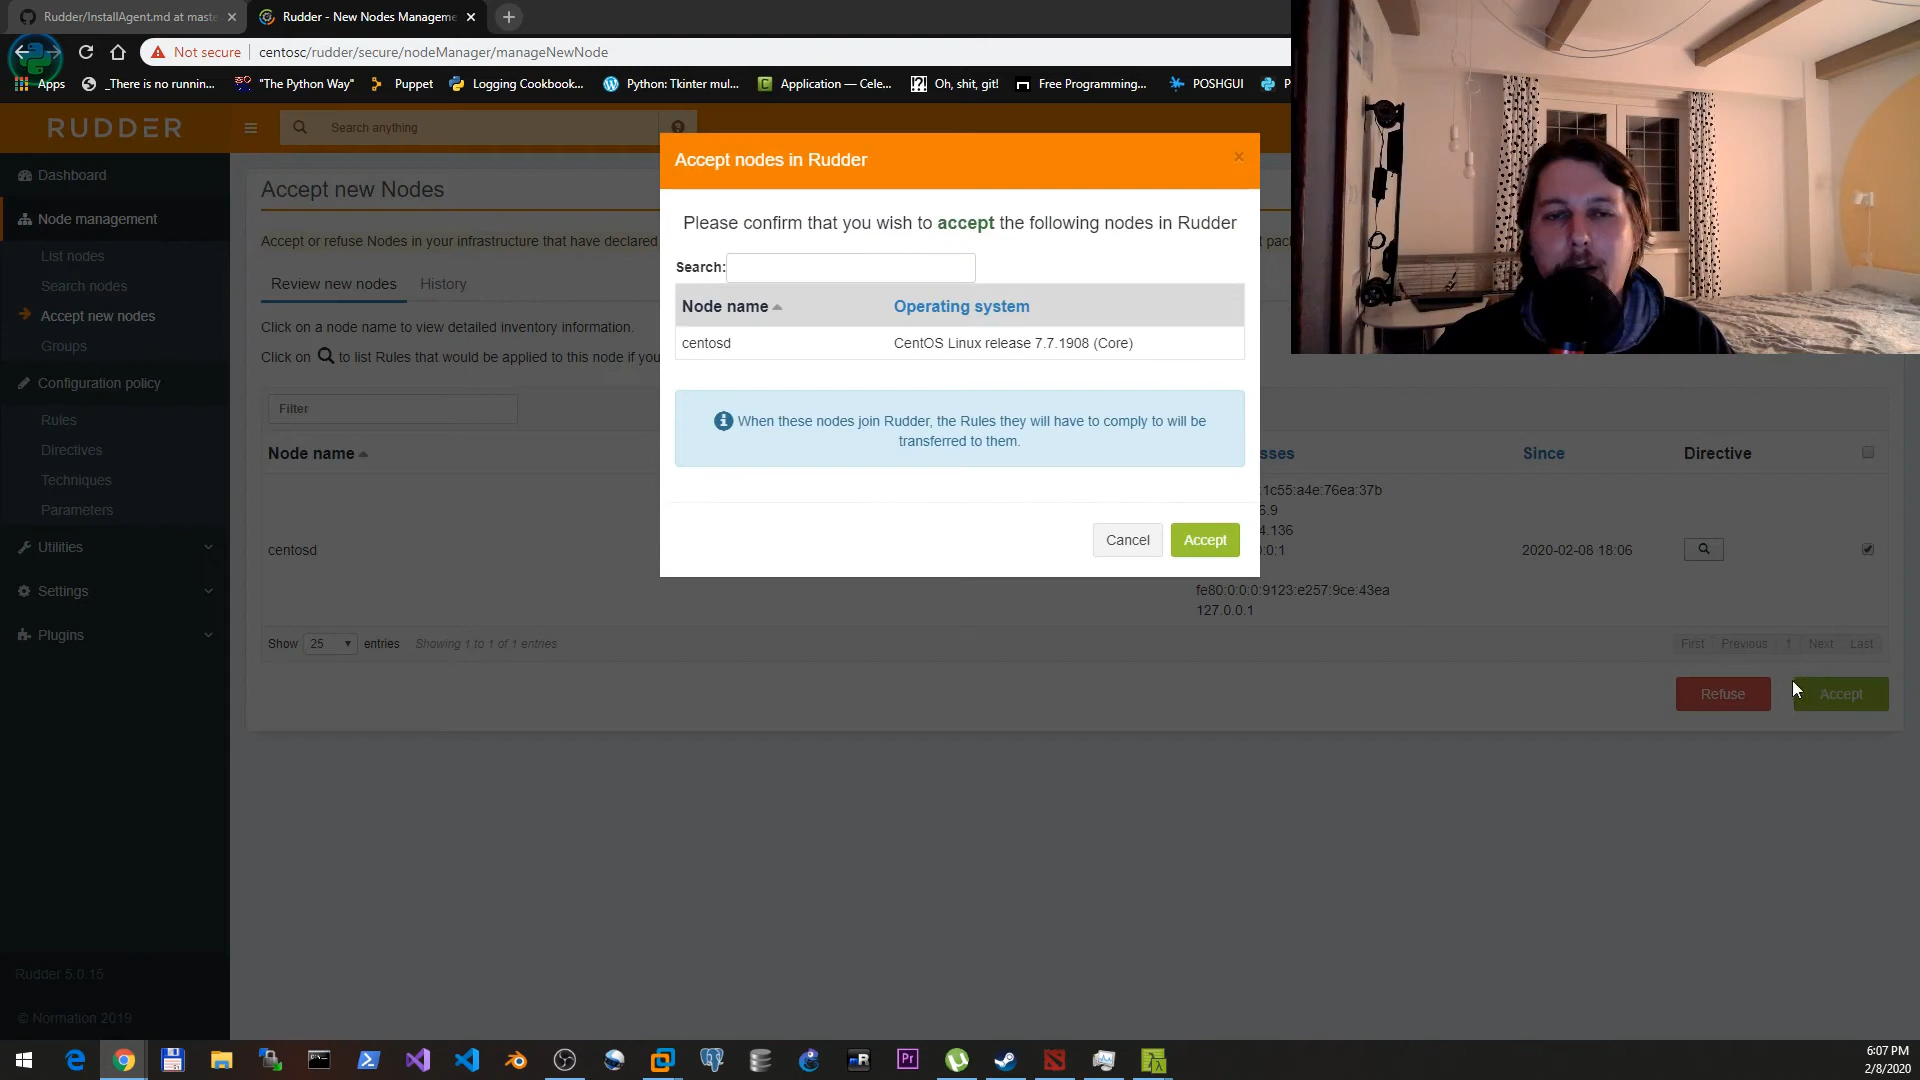 Rudder/InstallAgent.md at maste
Rudder - New Nodes Manageme
Not secure
centosc/rudder/secure/nodeManager/manageNewNode
Apps
_There is no runnin...
"The Python Way"
Puppet
Logging Cookbook...
Python: Tkinter mul...
Application — Cele...
Oh, shit, git!
Free Programming...
POSHGUI
P
RUDDER
Search anything
Dashboard
Node management
List nodes
Search nodes
Accept new nodes
Groups
Configuration policy
Rules
Directives
Techniques
Parameters
Utilities
Settings
Plugins
Rudder 5.0.15
© Normation 2019
Accept new Nodes
Accept or refuse Nodes in your infrastructure that have declared
pac
Review new nodes
History
Click on a node name to view detailed inventory information.
Click on to list Rules that would be applied to this node if you
Filter
Node name
sses
Since
Directive
centosd
:1c55:a4e:76ea:37b
6.9
4.136
:0:1
fe80:0:0:0:9123:e257:9ce:43ea
127.0.0.1
2020-02-08 18:06
Show 25 entries
Showing 1 to 1 of 1 entries
First Previous 1 Next Last
Refuse
Accept
Accept nodes in Rudder
×
Please confirm that you wish to accept the following nodes in Rudder
Search:
Node name
Operating system
centosd
CentOS Linux release 7.7.1908 (Core)
When these nodes join Rudder, the Rules they will have to comply to will be
transferred to them.
Cancel
Accept
6:07 PM
2/8/2020